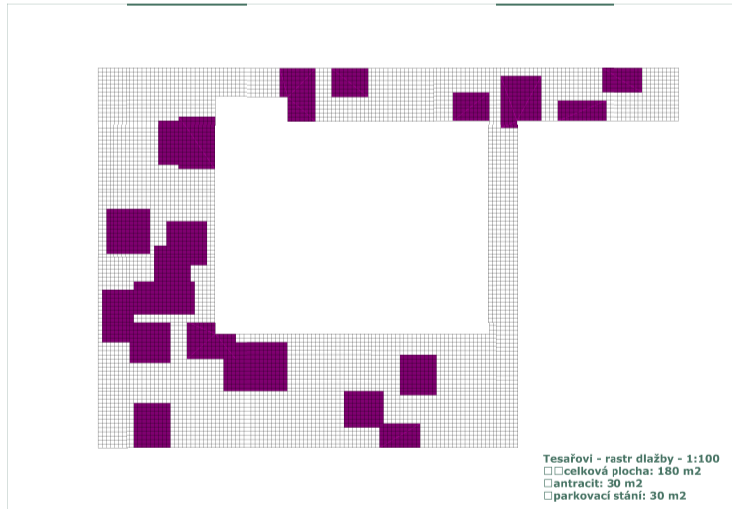 Tesařovi - rastr dlažby - 1:100
□□celková plocha: 180 m2
□antracit: 30 m2
□parkovací stání: 30 m2